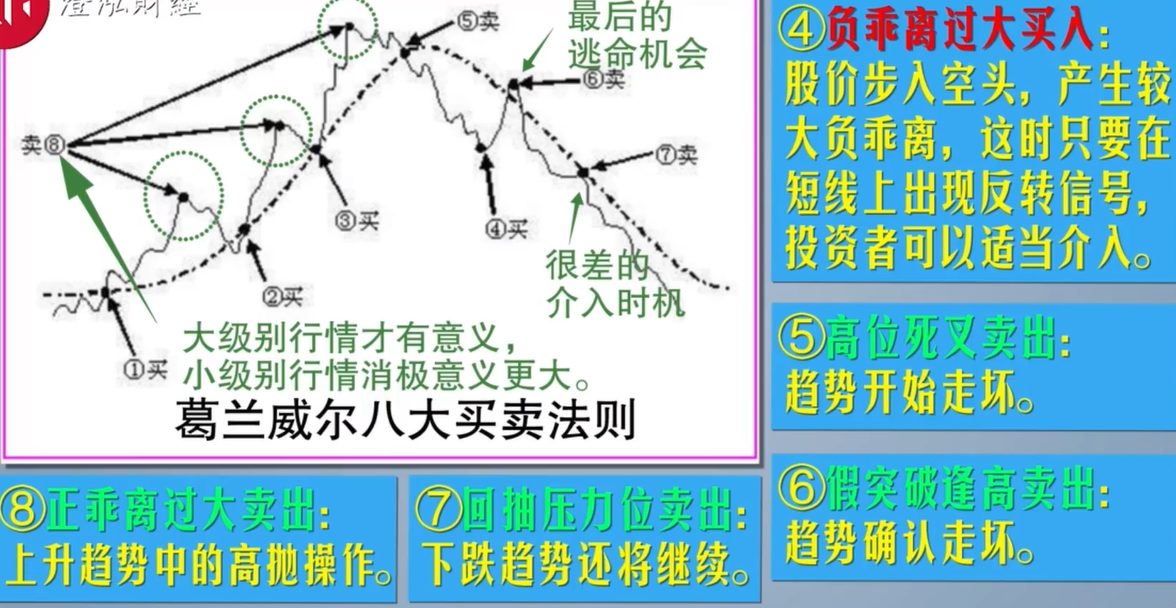 澄泓财经
⑤卖
最后的
逃命机会
⑥卖
卖⑧
⑦卖
③买
④买
很差的
介入时机
②买
①买
大级别行情才有意义，
小级别行情消极意义更大。
葛兰威尔八大买卖法则
④负乖离过大买入：
股价步入空头，产生较
大负乖离，这时只要在
短线上出现反转信号，
投资者可以适当介入。
⑤高位死叉卖出：
趋势开始走坏。
⑥假突破逢高卖出：
趋势确认走坏。
⑧正乖离过大卖出：
上升趋势中的高抛操作。
⑦回抽压力位卖出：
下跌趋势还将继续。